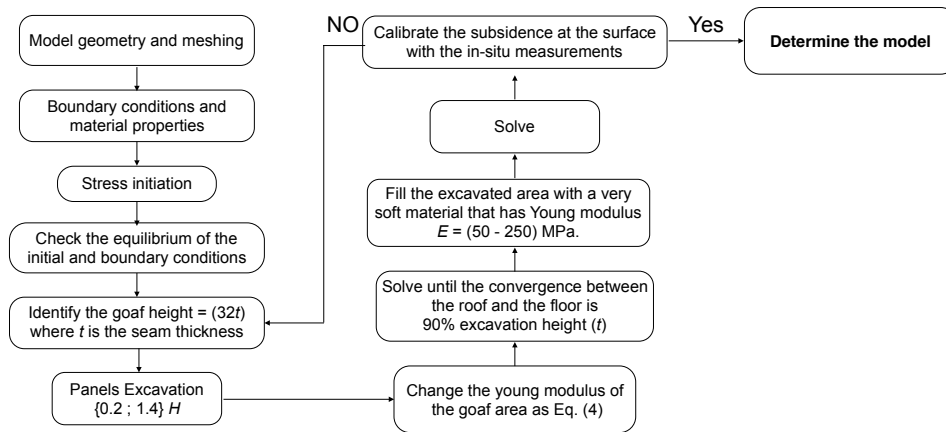 Model geometry and meshing
Boundary conditions and
material properties
Stress initiation
Check the equilibrium of the
initial and boundary conditions
Identify the goaf height = (32t)
where t is the seam thickness
Panels Excavation
{0.2 ; 1.4} H
Change the young modulus of
the goaf area as Eq. (4)
Solve until the convergence between
the roof and the floor is
90% excavation height (t)
Fill the excavated area with a very
soft material that has Young modulus
E = (50 - 250) MPa.
Solve
Calibrate the subsidence at the surface
with the in-situ measurements
NO
Yes
Determine the model